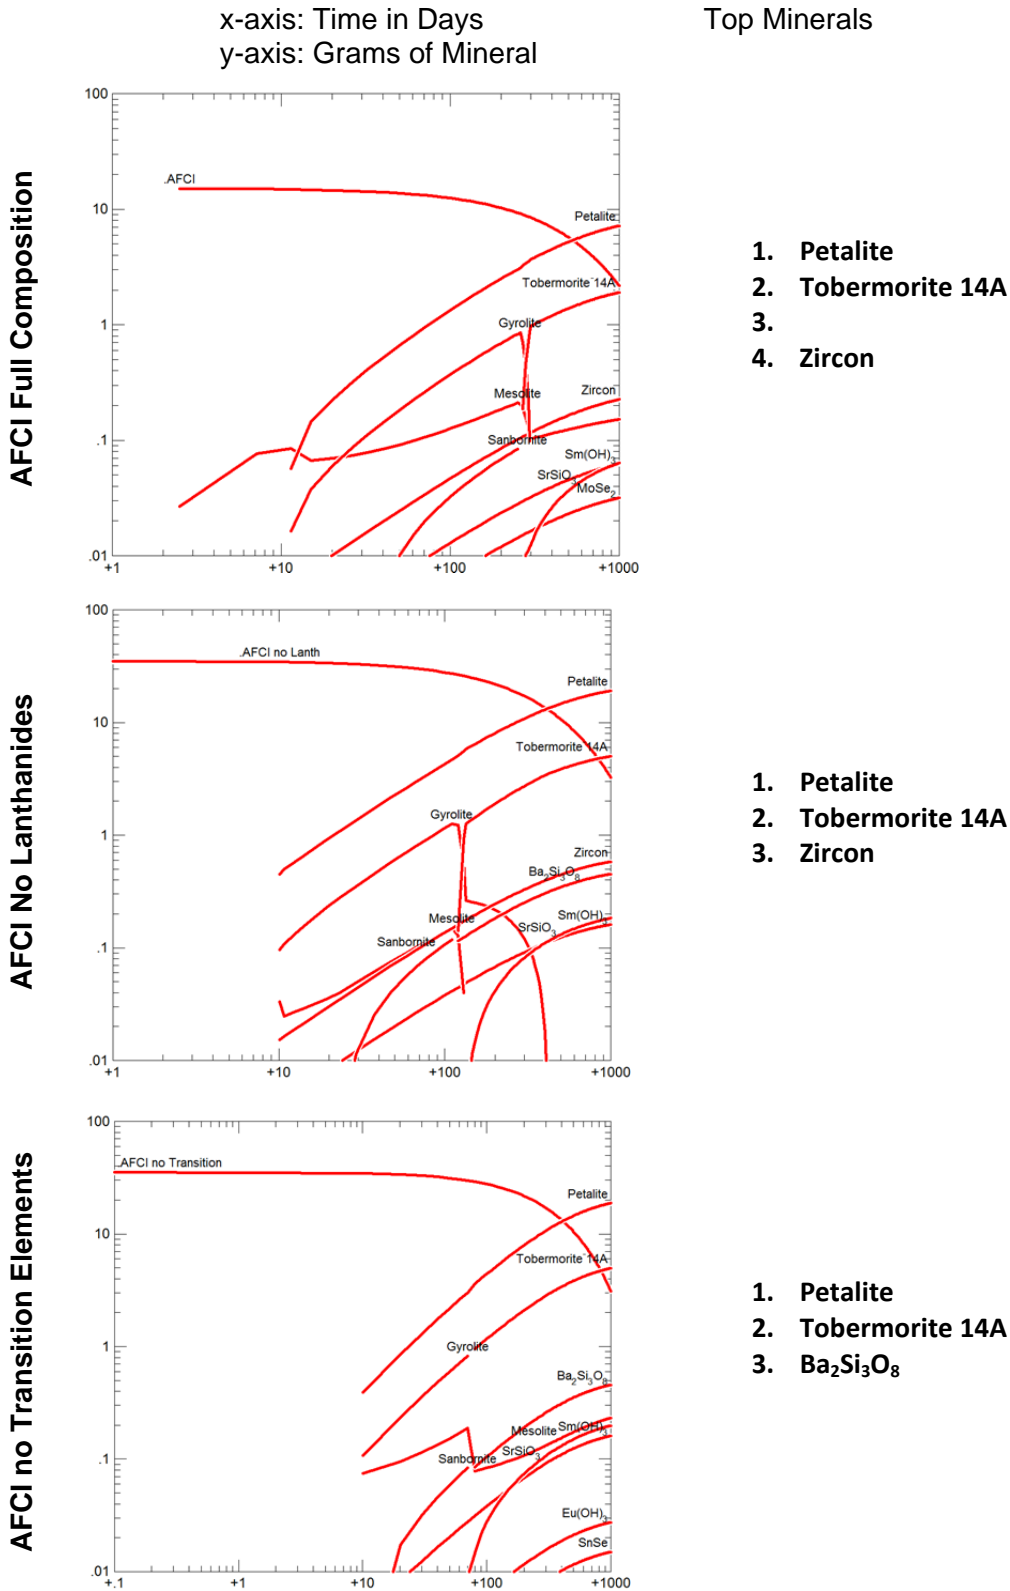 x-axis: Time in Days
y-axis: Grams of Mineral
Top Minerals
AFCI Full Composition
100
10
1
.1
.01
+1
+10
+100
+1000
.AFCI
Petalite
Tobermorite 14A
Gyrolite
Mesolite
Zircon
Sanbornite
Sm(OH)3
SrSiO3
MoSe2
1. Petalite
2. Tobermorite 14A
3.
4. Zircon
AFCI No Lanthanides
100
10
1
.1
.01
+1
+10
+100
+1000
.AFCI no Lanth
Petalite
Tobermorite 14A
Gyrolite
Zircon
Ba2Si3O8
Mesolite
Sm(OH)3
SrSiO3
Sanbornite
1. Petalite
2. Tobermorite 14A
3. Zircon
AFCI no Transition Elements
100
10
1
.1
.01
+.1
+1
+10
+100
+1000
.AFCI no Transition
Petalite
Tobermorite 14A
Gyrolite
Ba2Si3O8
Mesolite
Sm(OH)3
SrSiO3
Sanbornite
Eu(OH)3
SnSe
1. Petalite
2. Tobermorite 14A
3. Ba2Si3O8